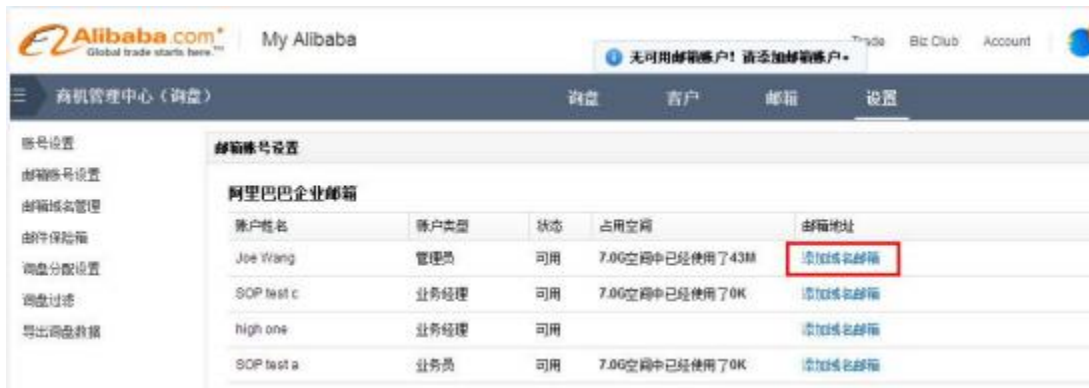 Alibaba.com
Global trade starts here.™
My Alibaba
无可用邮箱账户！请添加邮箱账户。
Trade Biz Club Account
商机管理中心（询盘） 询盘 客户 邮箱 设置
账号设置
邮箱账号设置
邮箱域名管理
邮件保险箱
询盘分配设置
询盘过滤
导出询盘数据
邮箱账号设置
阿里巴巴企业邮箱
账户姓名 账户类型 状态 占用空间 邮箱地址
Joe Wang 管理员 可用 7.0G空间中已经使用了43M 添加域名邮箱
SOP test c 业务经理 可用 7.0G空间中已经使用了0K 添加域名邮箱
high one 业务经理 可用 添加域名邮箱
SOP test a 业务员 可用 7.0G空间中已经使用了0K 添加域名邮箱